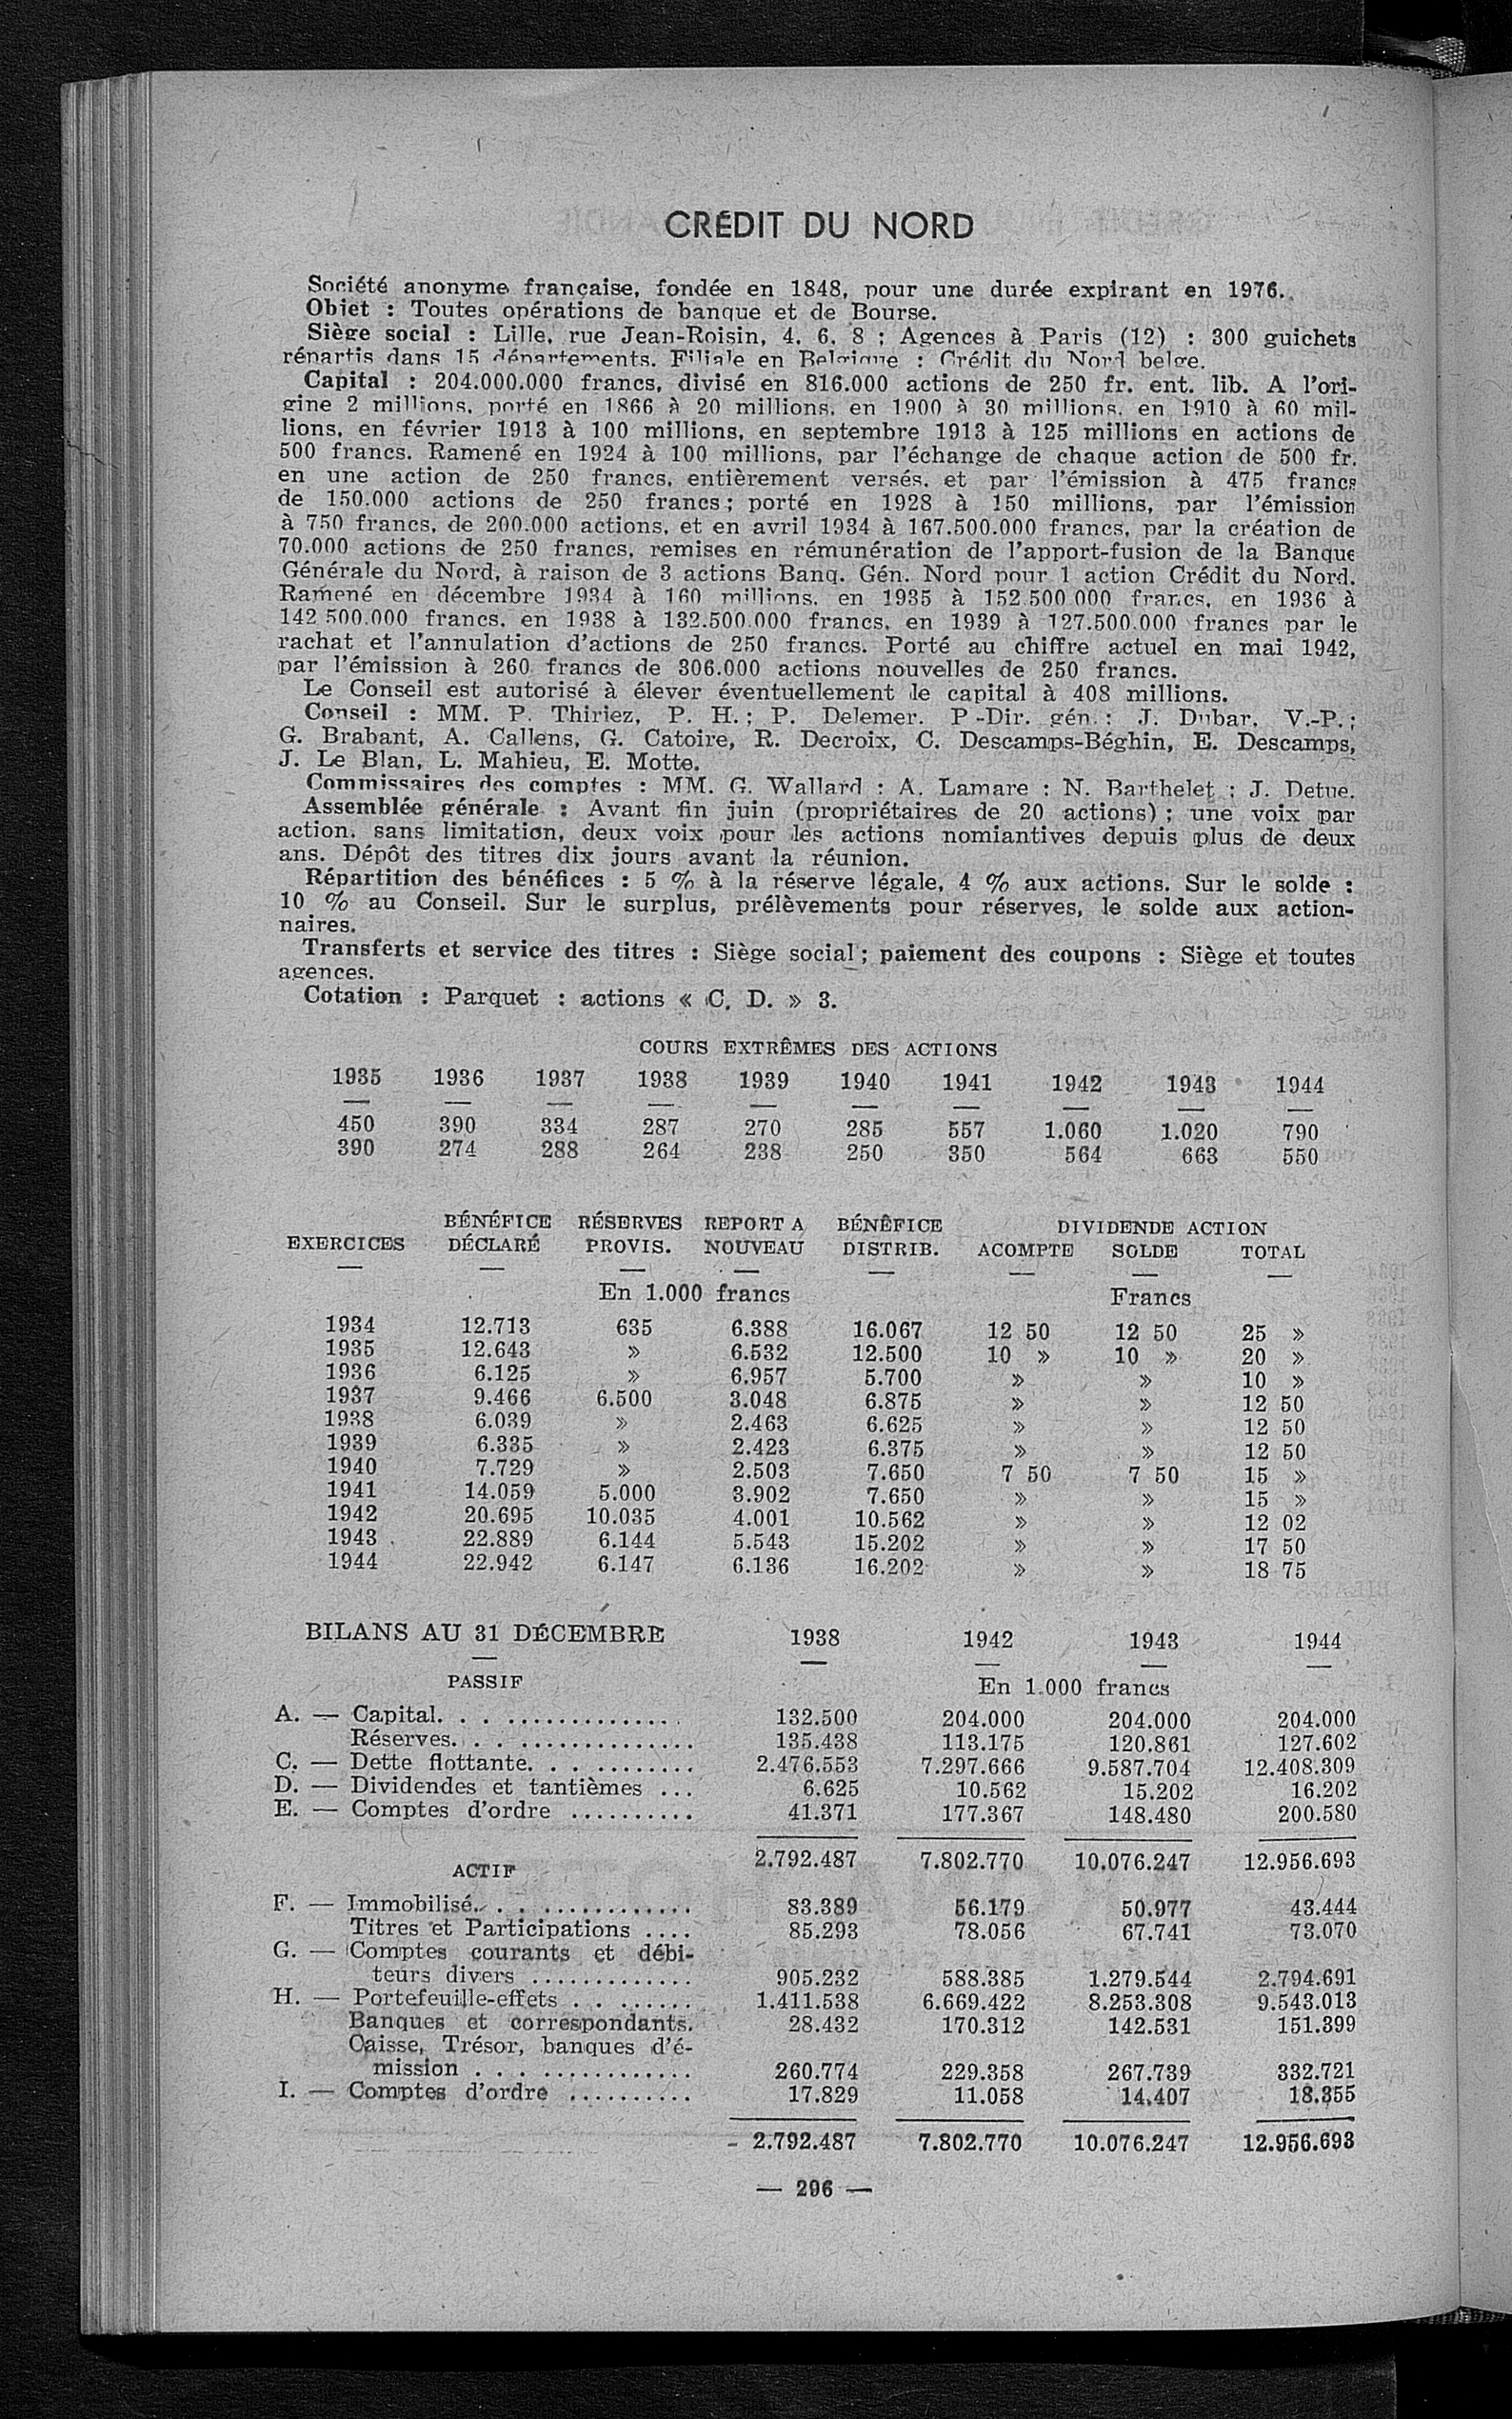 CRÉDIT DU NORD
Société anonyme française, fondée en 1848, pour une durée expirant en 1976.
Objet : Toutes opérations de banque et de Bourse.
Siège social : Lille, rue Jean-Roisin, 4, 6, 8 ; Agences à Paris (12) : 300 guichets
répartis dans 15 départements. Filiale en Belgique : Crédit du Nord belge.
Capital : 204.000.000 francs, divisé en 816.000 actions de 250 fr. ent. lib. A l'ori-
gine 2 millions, porté en 1866 à 20 millions, en 1900 à 30 millions, en 1910 à 60 mil-
lions, en février 1913 à 100 millions, en septembre 1913 à 125 millions en actions de
500 francs. Ramené en 1924 à 100 millions, par l'échange de chaque action de 500 fr.
en une action de 250 francs, entièrement versés, et par l'émission à 475 francs
de 150.000 actions de 250 francs ; porté en 1928 à 150 millions, par l'émission
à 750 francs, de 200.000 actions, et en avril 1934 à 167.500.000 francs, par la création de
70.000 actions de 250 francs, remises en rémunération de l'apport-fusion de la Banque
Générale du Nord, à raison de 3 actions Banq. Gén. Nord pour 1 action Crédit du Nord.
Ramené en décembre 1934 à 160 millions, en 1935 à 152.500.000 francs, en 1936 à
142.500.000 francs, en 1938 à 132.500.000 francs, en 1939 à 127.500.000 francs par le
rachat et l'annulation d'actions de 250 francs. Porté au chiffre actuel en mai 1942,
par l'émission à 260 francs de 306.000 actions nouvelles de 250 francs.
Le Conseil est autorisé à élever éventuellement le capital à 408 millions.
Conseil : MM. P. Thiriez, P. H. ; P. Delemer, P.-Dir. gén. ; J. Dubar, V.-P. ;
G. Brabant, A. Callens, G. Catoire, R. Decroix, C. Descamps-Béghin, E. Descamps,
J. Le Blan, L. Mahieu, E. Motte.
Commissaires des comptes : MM. G. Wallard ; A. Lamare ; N. Barthelet ; J. Detue.
Assemblée générale : Avant fin juin (propriétaires de 20 actions) ; une voix par
action, sans limitation, deux voix pour les actions nomiantives depuis plus de deux
ans. Dépôt des titres dix jours avant la réunion.
Répartition des bénéfices : 5 % à la réserve légale, 4 % aux actions. Sur le solde :
10 % au Conseil. Sur le surplus, prélèvements pour réserves, le solde aux action-
naires.
Transferts et service des titres : Siège social ; paiement des coupons : Siège et toutes
agences.
Cotation : Parquet : actions « C. D. » 3.
COURS EXTRÊMES DES ACTIONS
1935 1936 1937 1938 1939 1940 1941 1942 1943 1944
450 390 334 287 270 285 557 1.060 1.020 790
390 274 288 264 238 250 350 564 663 550
BÉNÉFICE RÉSERVES REPORT A BÉNÉFICE DIVIDENDE ACTION
EXERCICES DÉCLARÉ PROVIS. NOUVEAU DISTRIB. ACOMPTE SOLDE TOTAL
En 1.000 francs Francs
1934 12.713 635 6.388 16.067 12 50 12 50 25 »
1935 12.643 » 6.532 12.500 10 » 10 » 20 »
1936 6.125 » 6.957 5.700 » » 10 »
1937 9.466 6.500 3.048 6.875 » » 12 50
1938 6.039 » 2.463 6.625 » » 12 50
1939 6.335 » 2.423 6.375 » » 12 50
1940 7.729 » 2.503 7.650 7 50 7 50 15 »
1941 14.059 5.000 3.902 7.650 » » 15 »
1942 20.695 10.035 4.001 10.562 » » 12 02
1943 22.889 6.144 5.543 15.202 » » 17 50
1944 22.942 6.147 6.136 16.202 » » 18 75
BILANS AU 31 DÉCEMBRE 1938 1942 1943 1944
PASSIF En 1.000 francs
A. — Capital. . . ............... 132.500 204.000 204.000 204.000
Réserves. . . ............... 135.438 113.175 120.861 127.602
C. — Dette flottante. . . ......... 2.476.553 7.297.666 9.587.704 12.408.309
D. — Dividendes et tantièmes ... 6.625 10.562 15.202 16.202
E. — Comptes d'ordre .......... 41.371 177.367 148.480 200.580
2.792.487 7.802.770 10.076.247 12.956.693
ACTIF
F. — Immobilisé. . . ............. 83.389 56.179 50.977 43.444
Titres et Participations .... 85.293 78.056 67.741 73.070
G. — Comptes courants et débi-
teurs divers ............. 905.232 588.385 1.279.544 2.794.691
H. — Portefeuille-effets . . ........ 1.411.538 6.669.422 8.253.308 9.543.013
Banques et correspondants. 28.432 170.312 142.531 151.399
Caisse, Trésor, banques d'é-
mission . . . ............. 260.774 229.358 267.739 332.721
I. — Comptes d'ordre .......... 17.829 11.058 14.407 18.355
2.792.487 7.802.770 10.076.247 12.956.693
— 296 —